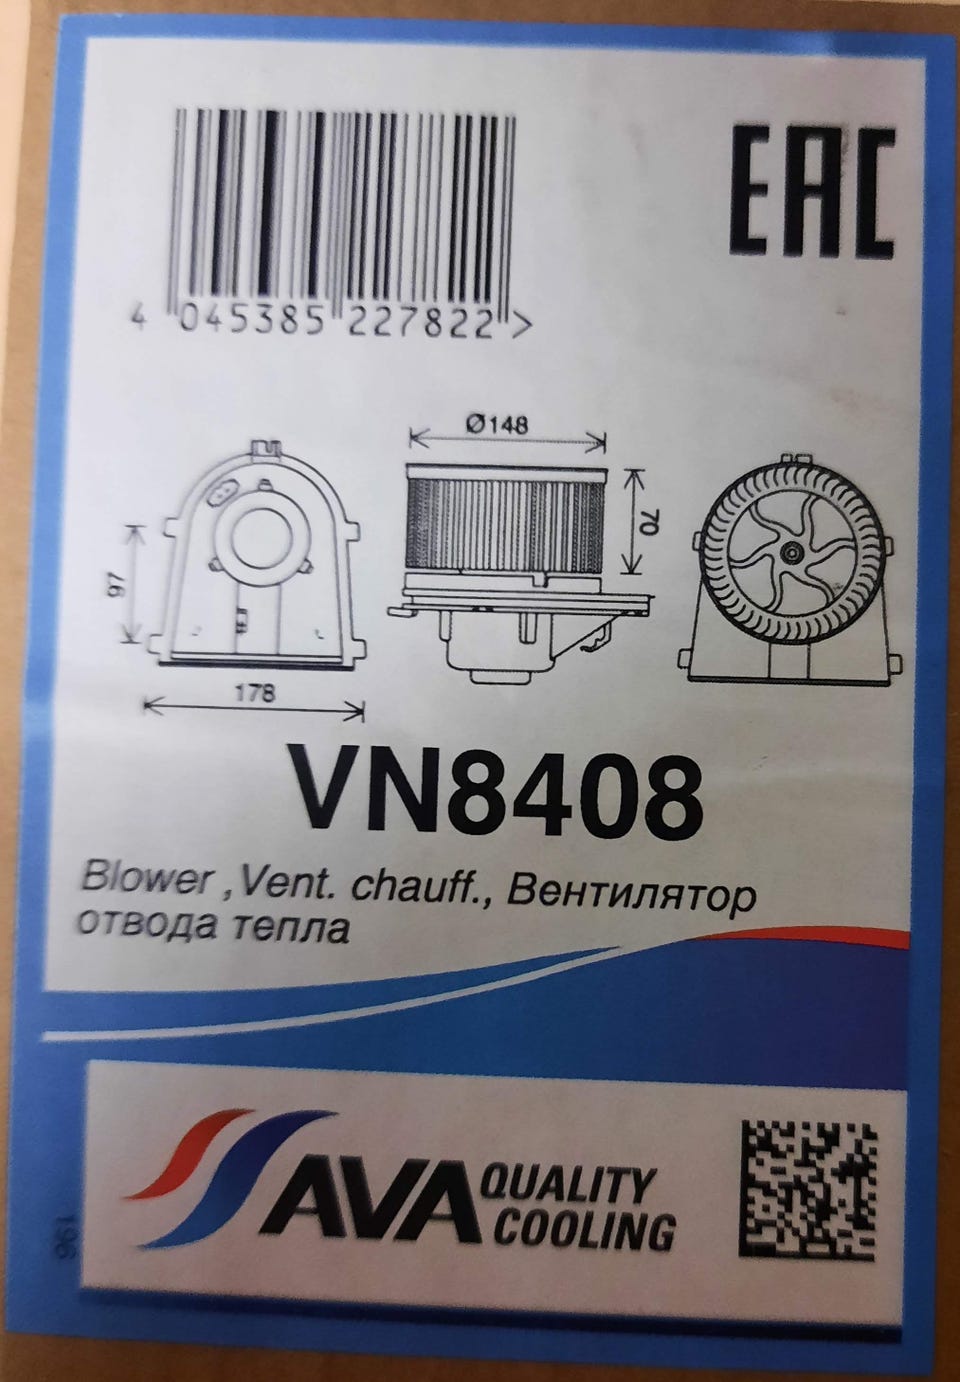 EAC
4 045385 227822 >
Ø148
70
97
178
VN8408
Blower ,Vent. chauff., Вентилятор
отвода тепла
AVA QUALITY
COOLING
196